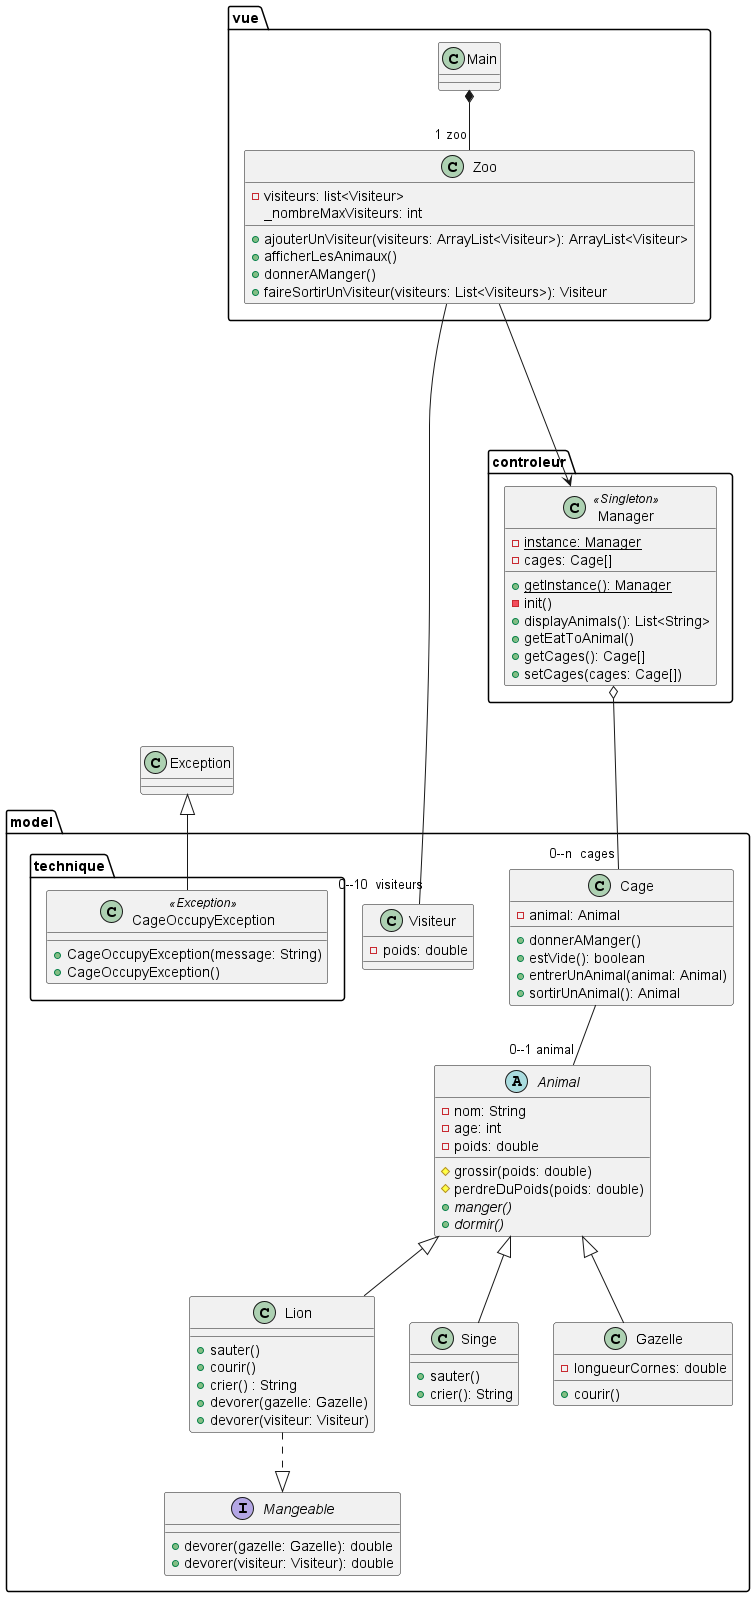 vue
C Main
1 zoo
C Zoo
visiteurs: list<Visiteur>
_nombreMaxVisiteurs: int
ajouterUnVisiteur(visiteurs: ArrayList<Visiteur>): ArrayList<Visiteur>
afficherLesAnimaux()
donnerAManger()
faireSortirUnVisiteur(visiteurs: List<Visiteurs>): Visiteur
controleur
C «Singleton»
Manager
instance: Manager
cages: Cage[]
getInstance(): Manager
init()
displayAnimals(): List<String>
getEatToAnimal()
getCages(): Cage[]
setCages(cages: Cage[])
C Exception
model
technique
C «Exception»
CageOccupyException
CageOccupyException(message: String)
CageOccupyException()
0--10 visiteurs
C Visiteur
poids: double
0--n cages
C Cage
animal: Animal
donnerAManger()
estVide(): boolean
entrerUnAnimal(animal: Animal)
sortirUnAnimal(): Animal
0--1 animal
A Animal
nom: String
age: int
poids: double
grossir(poids: double)
perdreDuPoids(poids: double)
manger()
dormir()
C Lion
sauter()
courir()
crier() : String
devorer(gazelle: Gazelle)
devorer(visiteur: Visiteur)
C Singe
sauter()
crier(): String
C Gazelle
longueurCornes: double
courir()
I Mangeable
devorer(gazelle: Gazelle): double
devorer(visiteur: Visiteur): double